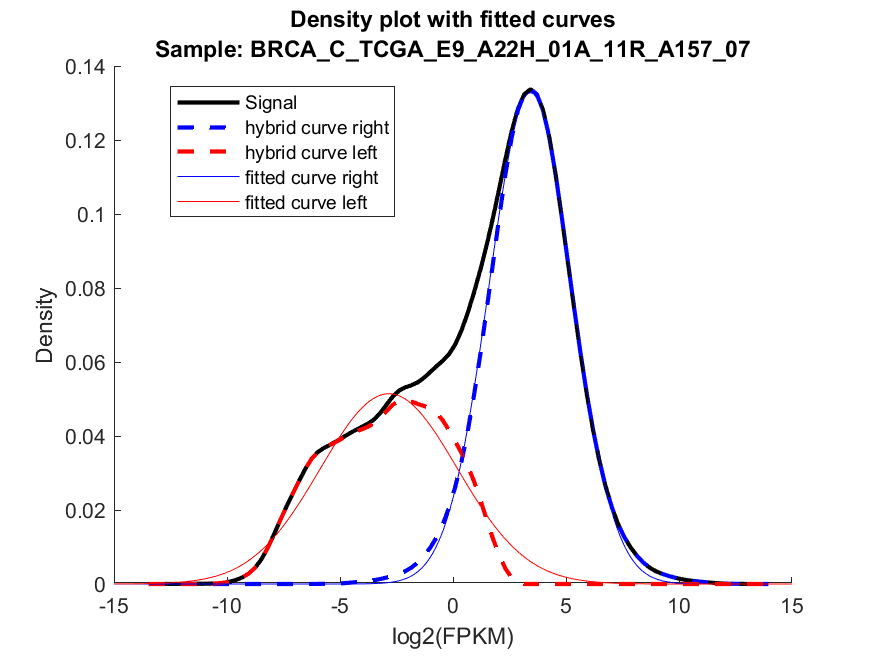 Density plot with fitted curves
Sample: BRCA_C_TCGA_E9_A22H_01A_11R_A157_07
Signal
hybrid curve right
hybrid curve left
fitted curve right
fitted curve left
Density
0.14
0.12
0.1
0.08
0.06
0.04
0.02
0
-15
-10
-5
0
5
10
15
log2(FPKM)